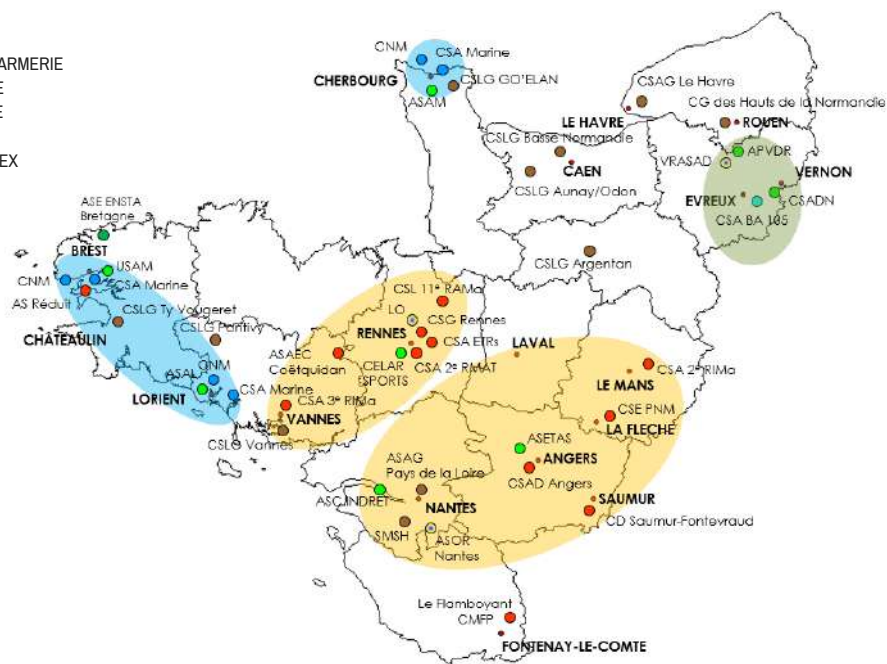 ARMERIE
E
E
EX
CNM
CSA Marine
CHERBOURG
CSLG GO'ELAN
ASAM
CSAG Le Havre
CG des Hauts de la Normandie
LE HAVRE
ROUEN
CSLG Basse Normandie
CAEN
CSLG Aunay/Odon
VRASAD
APVDR
VERNON
EVREUX
CSADN
CSA BA 105
CSLG Argentan
ASE ENSTA
Bretagne
BREST
USAM
CNM
CSA Marine
AS Réduit
CSLG Ty Vougeret
CSLG Pontivy
CHÂTEAULIN
CNM
ASAL
CSA Marine
LORIENT
CSL 11e RAMa
LO
CSG Rennes
RENNES
CSA ETRs
ASAEC
Coëtquidan
CELAR
ESPORTS
CSA 2e RMAT
CSA 3e RIMa
VANNES
CSLG Vannes
LAVAL
CSA 2e RIMa
LE MANS
CSE PNM
LA FLECHE
ASETAS
ANGERS
CSAD Angers
ASAG
Pays de la Loire
ASC INDRET
NANTES
SMSH
ASOR
Nantes
SAUMUR
CD Saumur-Fontevraud
Le Flamboyant
CMFP
FONTENAY-LE-COMTE